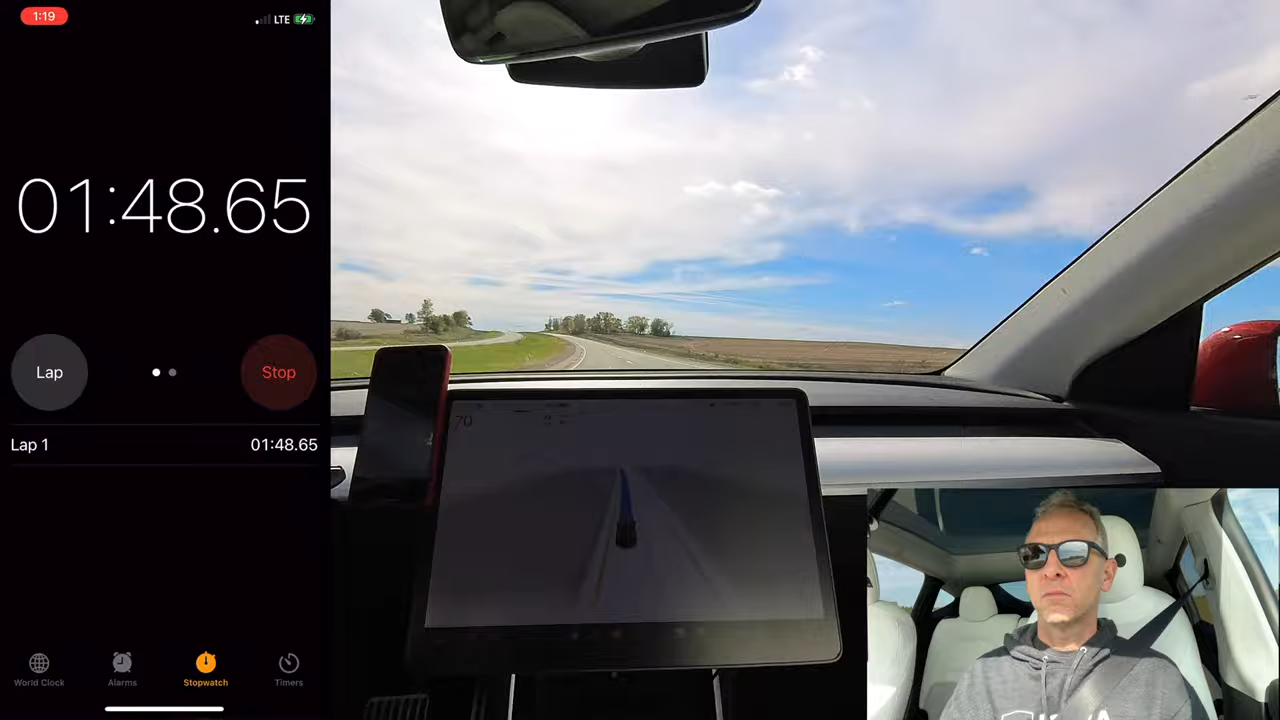 1:19
LTE
01:48.65
Lap
Stop
Lap 1
01:48.65
World Clock
Alarms
Stopwatch
Timers
70